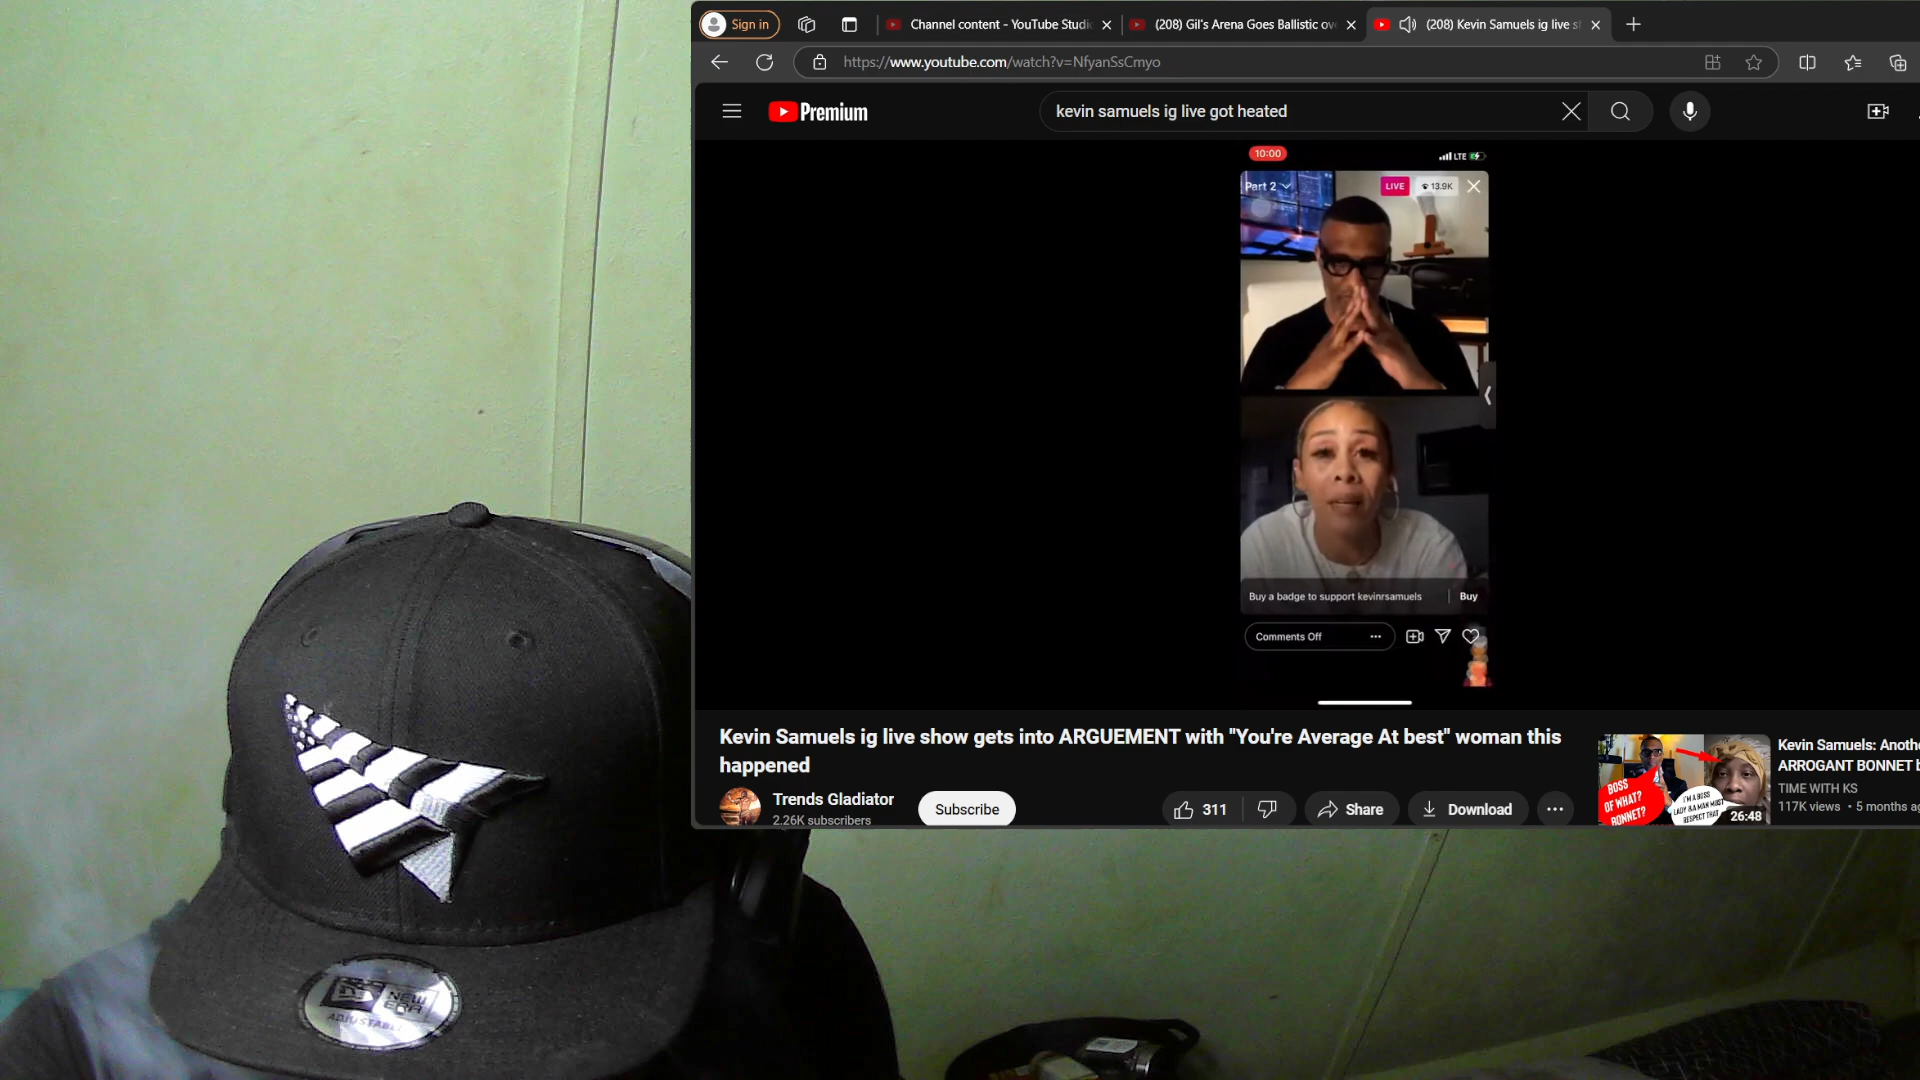 Sign in
Channel content - YouTube Studi
(208) Gil's Arena Goes Ballistic ov
(208) Kevin Samuels ig live s
https://www.youtube.com/watch?v=NfyanSsCmyo
Premium
kevin samuels ig live got heated
10:00
LTE
Part 2
LIVE
13.9K
Buy a badge to support kevinrsamuels
Buy
Comments Off
Kevin Samuels ig live show gets into ARGUEMENT with "You're Average At best" woman this
happened
Trends Gladiator
2.26K subscribers
Subscribe
311
Share
Download
BOSS
OF WHAT?
BONNET?
I'M A BOSS
LADY & A MAN MUST
RESPECT THAT
26:48
Kevin Samuels: Anothe
ARROGANT BONNET b
TIME WITH KS
117K views • 5 months ag
NEW
ERA
ADJUSTABLE